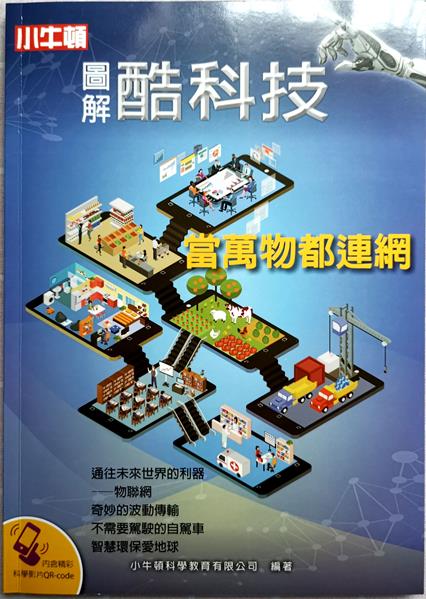 小牛頓
圖解
酷科技
當萬物都連網
通往未來世界的利器
——物聯網
奇妙的波動傳輸
不需要駕駛的自駕車
智慧環保愛地球
小牛頓科學教育有限公司 編著
內含精彩
科學影片QR-code